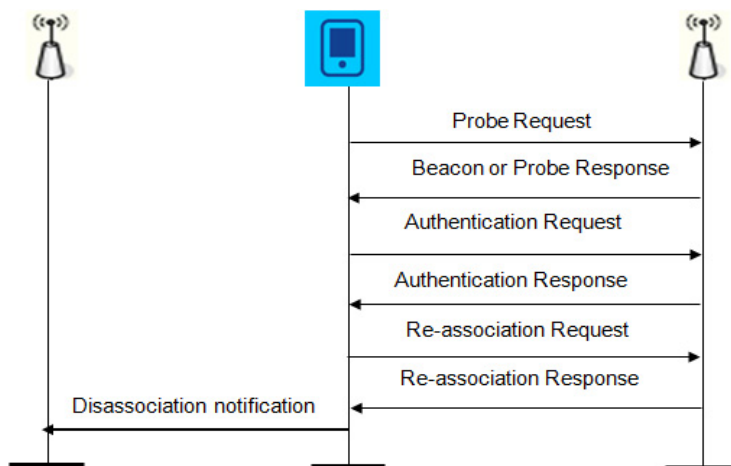 Probe Request
Beacon or Probe Response
Authentication Request
Authentication Response
Re-association Request
Re-association Response
Disassociation notification